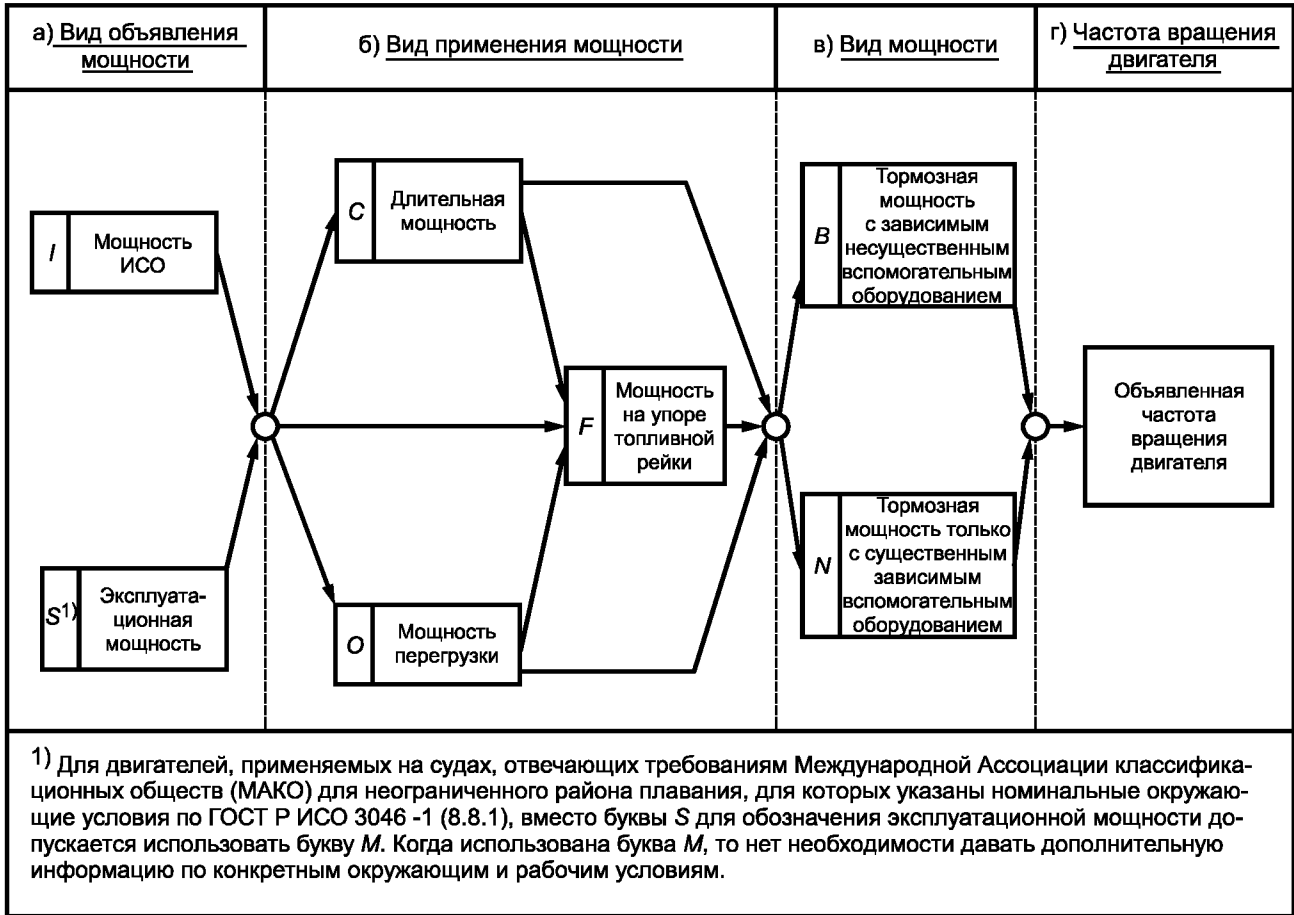 а) Вид объявления
мощности
б) Вид применения мощности
в) Вид мощности
г) Частота вращения
двигателя
I
Мощность
ИСО
S1)
Эксплуата-
ционная
мощность
C
Длительная
мощность
F
Мощность
на упоре
топливной
рейки
O
Мощность
перегрузки
B
Тормозная
мощность
с зависимым
несущественным
вспомогательным
оборудованием
N
Тормозная
мощность только
с существенным
зависимым
вспомогательным
оборудованием
Объявленная
частота
вращения
двигателя
1) Для двигателей, применяемых на судах, отвечающих требованиям Международной Ассоциации классифика-
ционных обществ (МАКО) для неограниченного района плавания, для которых указаны номинальные окружаю-
щие условия по ГОСТ Р ИСО 3046 -1 (8.8.1), вместо буквы S для обозначения эксплуатационной мощности до-
пускается использовать букву M. Когда использована буква M, то нет необходимости давать дополнительную
информацию по конкретным окружающим и рабочим условиям.